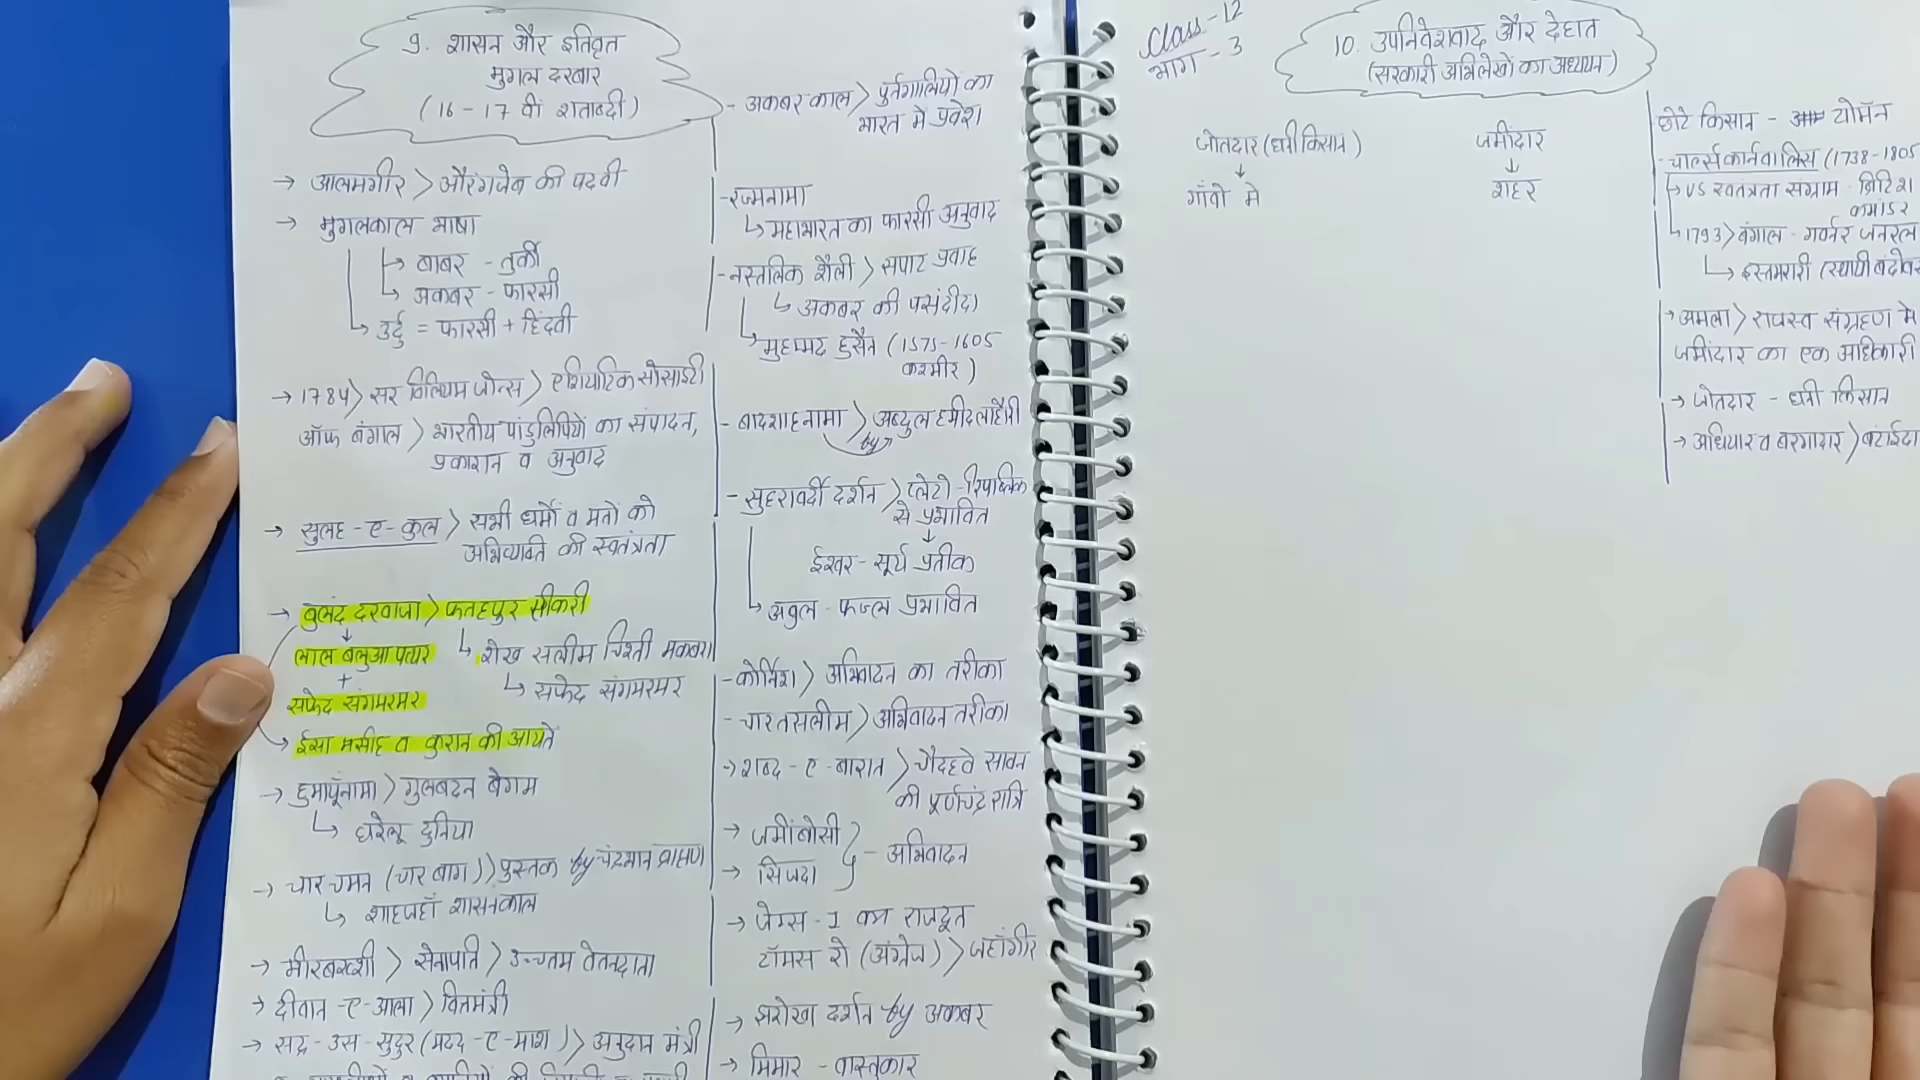 9. शासन और इतिवृत
मुगल दरबार
(16 - 17 वीं शताब्दी)
→ आलमगीर > औरंगजेब की पदवी
→ मुगलकाल भाषा
↳ बाबर - तुर्की
↳ अकबर - फारसी
↳ उर्दु = फारसी + हिंदवी
→ 1784 > सर विलियम जोन्स > एशियाटिक सोसाइटी
ऑफ बंगाल > भारतीय पांडुलिपियों का संपादन,
प्रकाशन व अनुवाद
→ सुलह - ए - कुल > सभी धर्मों व मतों को
अभिव्यक्ति की स्वतंत्रता
→ बुलंद दरवाजा > फतहपुर सीकरी
↓
लाल बलुआ पत्थर ↳ शेख सलीम चिश्ती मकबरा
+
सफेद संगमरमर ↳ सफेद संगमरमर
→ ईसा मसीह व कुरान की आयतें
→ हुमायूँनामा > गुलबदन बेगम
↳ घरेलू दुनिया
→ चार चमन (चार बाग) > पुस्तक by चंद्रभान ब्राह्मण
↳ शाहजहाँ शासनकाल
→ मीरबख्शी > सेनापति > उच्चतम वेतनदाता
→ दीवान - ए - आला > वित्तमंत्री
→ सद्र - उस - सुदुर (मदद - ए - माश) > अनुदान मंत्री
- अकबर काल > पुर्तगालियों का
भारत में प्रवेश
- रज्मनामा
↳ महाभारत का फारसी अनुवाद
- नस्तलिक शैली > सपाट प्रवाह
↳ अकबर की पसंदीदा
↳ मुहम्मद हुसैन (1575 - 1605
कश्मीर)
- बादशाहनामा > अब्दुल हमीद लाहौरी
by
- सुहरावर्दी दर्शन > प्लेटो - रिपब्लिक
से प्रभावित
↓
ईश्वर - सूर्य प्रतीक
↳ अबुल - फज्ल प्रभावित
- कोर्निश > अभिवादन का तरीका
- चार तसलीम > अभिवादन तरीका
→ शब्द - ए - बारात > चौदहवे सावन
की पूर्णचंद्र रात्रि
→ जमींबोसी
→ सिजदा } - अभिवादन
→ जेम्स - I का राजदूत
टॉमस रो (अंग्रेज) > जहाँगीर
→ झरोखा दर्शन by अकबर
→ मिमार - वास्तुकार
class - 12
भाग - 3
10. उपनिवेशवाद और देहात
(सरकारी अभिलेखों का अध्ययन)
जोतदार (धनी किसान) जमींदार
↓ ↓
गाँवो मे शहर
छोटे किसान - योमॅन
- चार्ल्स कार्नवालिस (1738 - 1805
↳ US स्वतंत्रता संग्राम - ब्रिटिश
कमांडर
↳ 1793 > बंगाल - गवर्नर जनरल
↳ इस्तमरारी (स्थायी बंदोबस
→ अमला > राजस्व संग्रहण मे
जमींदार का एक अधिकारी
→ जोतदार - धनी किसान
→ अधियार व बरगादार > बंटाईदा